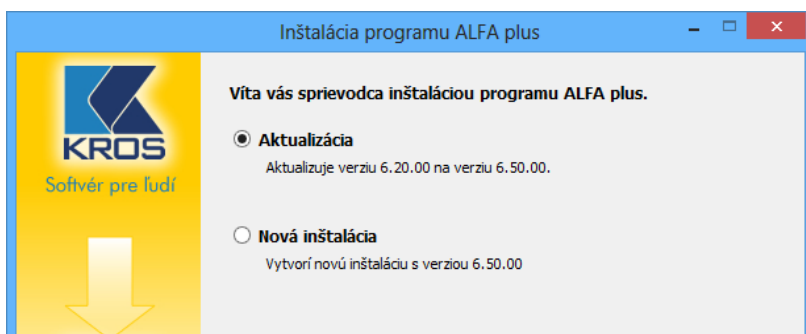 Inštalácia programu ALFA plus
KROS
Softvér pre ľudí
Víta vás sprievodca inštaláciou programu ALFA plus.
Aktualizácia
Aktualizuje verziu 6.20.00 na verziu 6.50.00.
Nová inštalácia
Vytvorí novú inštaláciu s verziou 6.50.00